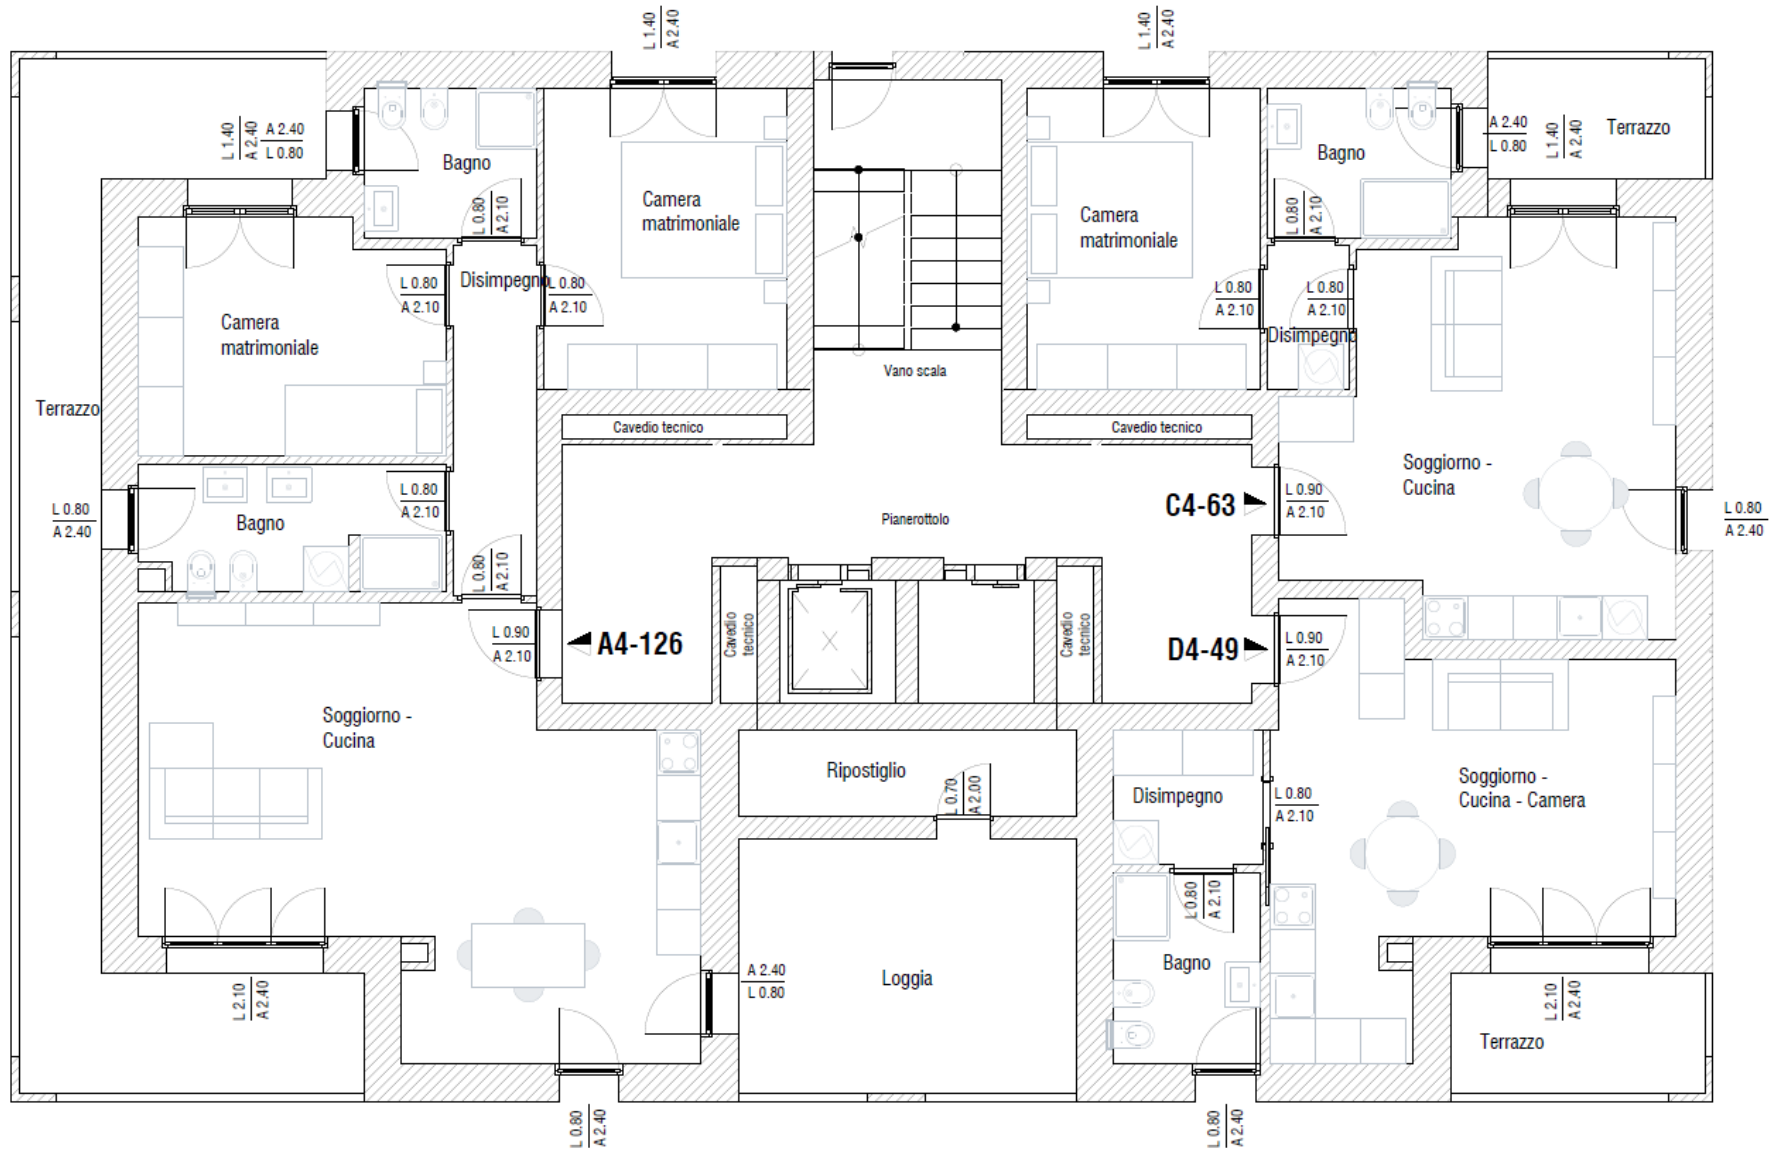 L 1.40
A 2.40
L 1.40
A 2.40
L 1.40
A 2.40
A 2.40
L 0.80
Bagno
L 0.80
A 2.10
Camera
matrimoniale
Camera
matrimoniale
Bagno
L 0.80
A 2.10
A 2.40
L 0.80
L 1.40
A 2.40
Terrazzo
Disimpegno
L 0.80
A 2.10
L 0.80
A 2.10
L 0.80
A 2.10
L 0.80
A 2.10
Camera
matrimoniale
Disimpegno
Vano scala
Terrazzo
Cavedio tecnico
Cavedio tecnico
Soggiorno -
Cucina
L 0.80
A 2.10
L 0.80
A 2.40
Bagno
C4-63
L 0.90
A 2.10
L 0.80
A 2.40
Pianerottolo
L 0.80
A 2.10
L 0.90
A 2.10
A4-126
Cavedio
tecnico
Cavedio
tecnico
D4-49
L 0.90
A 2.10
Soggiorno -
Cucina
Ripostiglio
L 0.70
A 2.00
Disimpegno
L 0.80
A 2.10
Soggiorno -
Cucina - Camera
L 0.80
A 2.10
Bagno
Loggia
A 2.40
L 0.80
L 2.10
A 2.40
L 2.10
A 2.40
Terrazzo
L 0.80
A 2.40
L 0.80
A 2.40